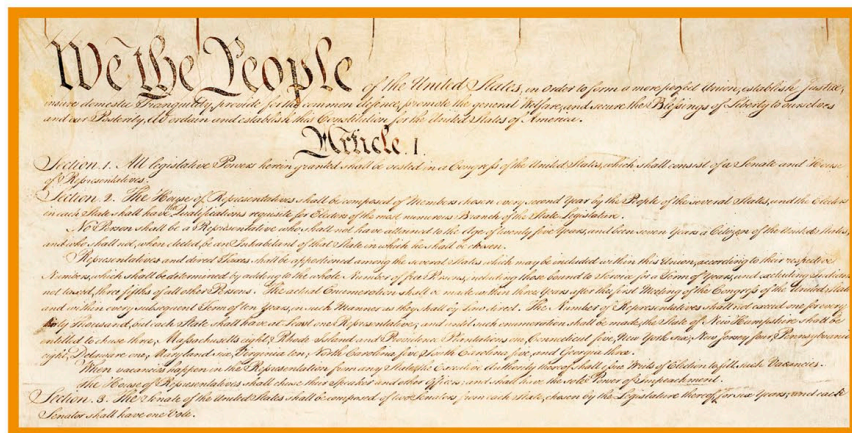 We the People of the United States, in Order to form a more perfect Union, establish Justice,
insure domestic Tranquility, provide for the common defence, promote the general Welfare, and secure the Blessings of Liberty to ourselves
and our Posterity, do ordain and establish this Constitution for the United States of America.
Article. I.
Section. 1. All legislative Powers herein granted shall be vested in a Congress of the United States, which shall consist of a Senate and House
of Representatives.
Section. 2. The House of Representatives shall be composed of Members chosen every second Year by the People of the several States, and the Electors
in each State shall have the Qualifications requisite for Electors of the most numerous Branch of the State Legislature.
No Person shall be a Representative who shall not have attained to the Age of twenty five Years, and been seven Years a Citizen of the United States,
and who shall not, when elected, be an Inhabitant of that State in which he shall be chosen.
Representatives and direct Taxes shall be apportioned among the several States which may be included within this Union, according to their respective
Numbers, which shall be determined by adding to the whole Number of free Persons, including those bound to Service for a Term of Years, and excluding Indians
not taxed, three fifths of all other Persons. The actual Enumeration shall be made within three Years after the first Meeting of the Congress of the United States,
and within every subsequent Term of ten Years, in such Manner as they shall by Law direct. The Number of Representatives shall not exceed one for every
thirty Thousand, but each State shall have at Least one Representative; and until such enumeration shall be made, the State of New Hampshire shall be
entitled to chuse three, Massachusetts eight, Rhode Island and Providence Plantations one, Connecticut five, New York six, New Jersey four, Pennsylvania
eight, Delaware one, Maryland six, Virginia ten, North Carolina five, South Carolina five, and Georgia three.
When vacancies happen in the Representation from any State, the Executive Authority thereof shall issue Writs of Election to fill such Vacancies.
The House of Representatives shall chuse their Speaker and other Officers; and shall have the sole Power of Impeachment.
Section. 3. The Senate of the United States shall be composed of two Senators from each State, chosen by the Legislature thereof, for six Years; and each
Senator shall have one Vote.